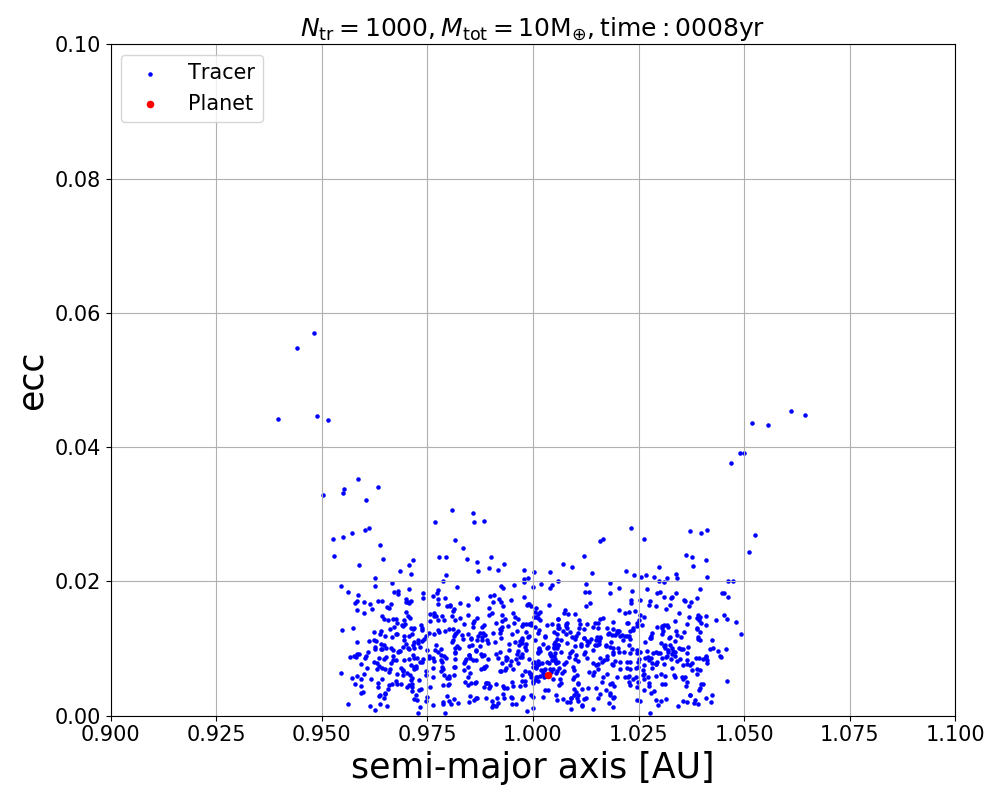 N_tr = 1000, M_tot = 10M_⊕, time : 0008yr
Tracer
Planet
0.10
0.08
0.06
0.04
0.02
0.00
ecc
0.900 0.925 0.950 0.975 1.000 1.025 1.050 1.075 1.100
semi-major axis [AU]